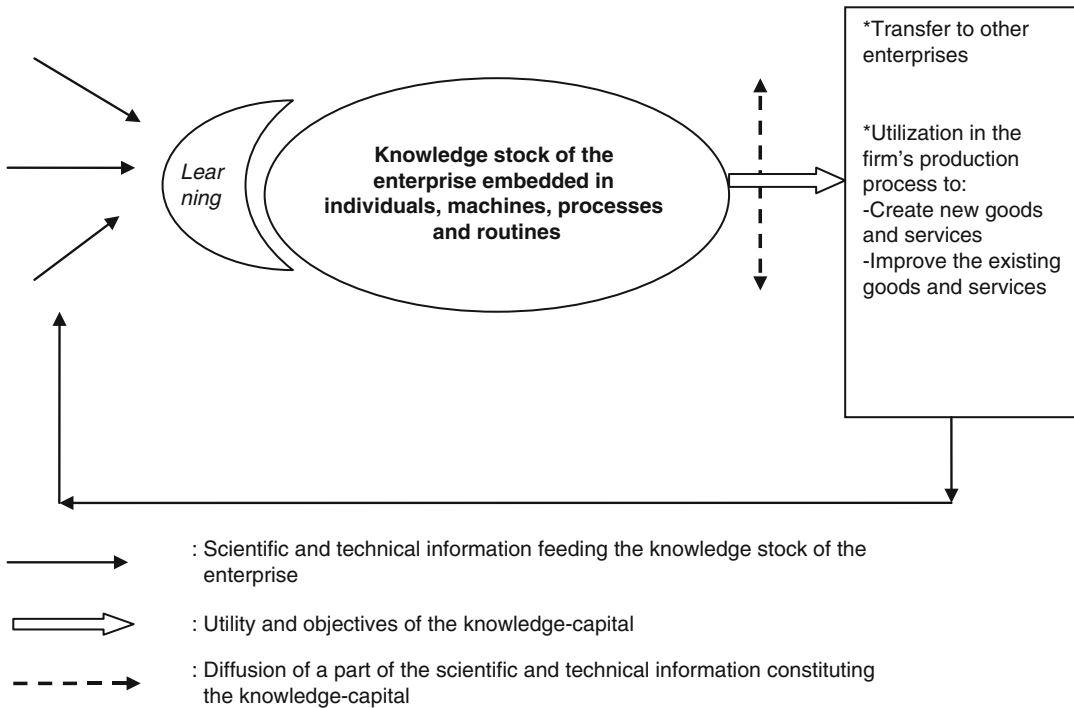 Lear
ning
Knowledge stock of the
enterprise embedded in
individuals, machines, processes
and routines
*Transfer to other
enterprises
*Utilization in the
firm's production
process to:
-Create new goods
and services
-Improve the existing
goods and services
: Scientific and technical information feeding the knowledge stock of the
enterprise
: Utility and objectives of the knowledge-capital
: Diffusion of a part of the scientific and technical information constituting
the knowledge-capital